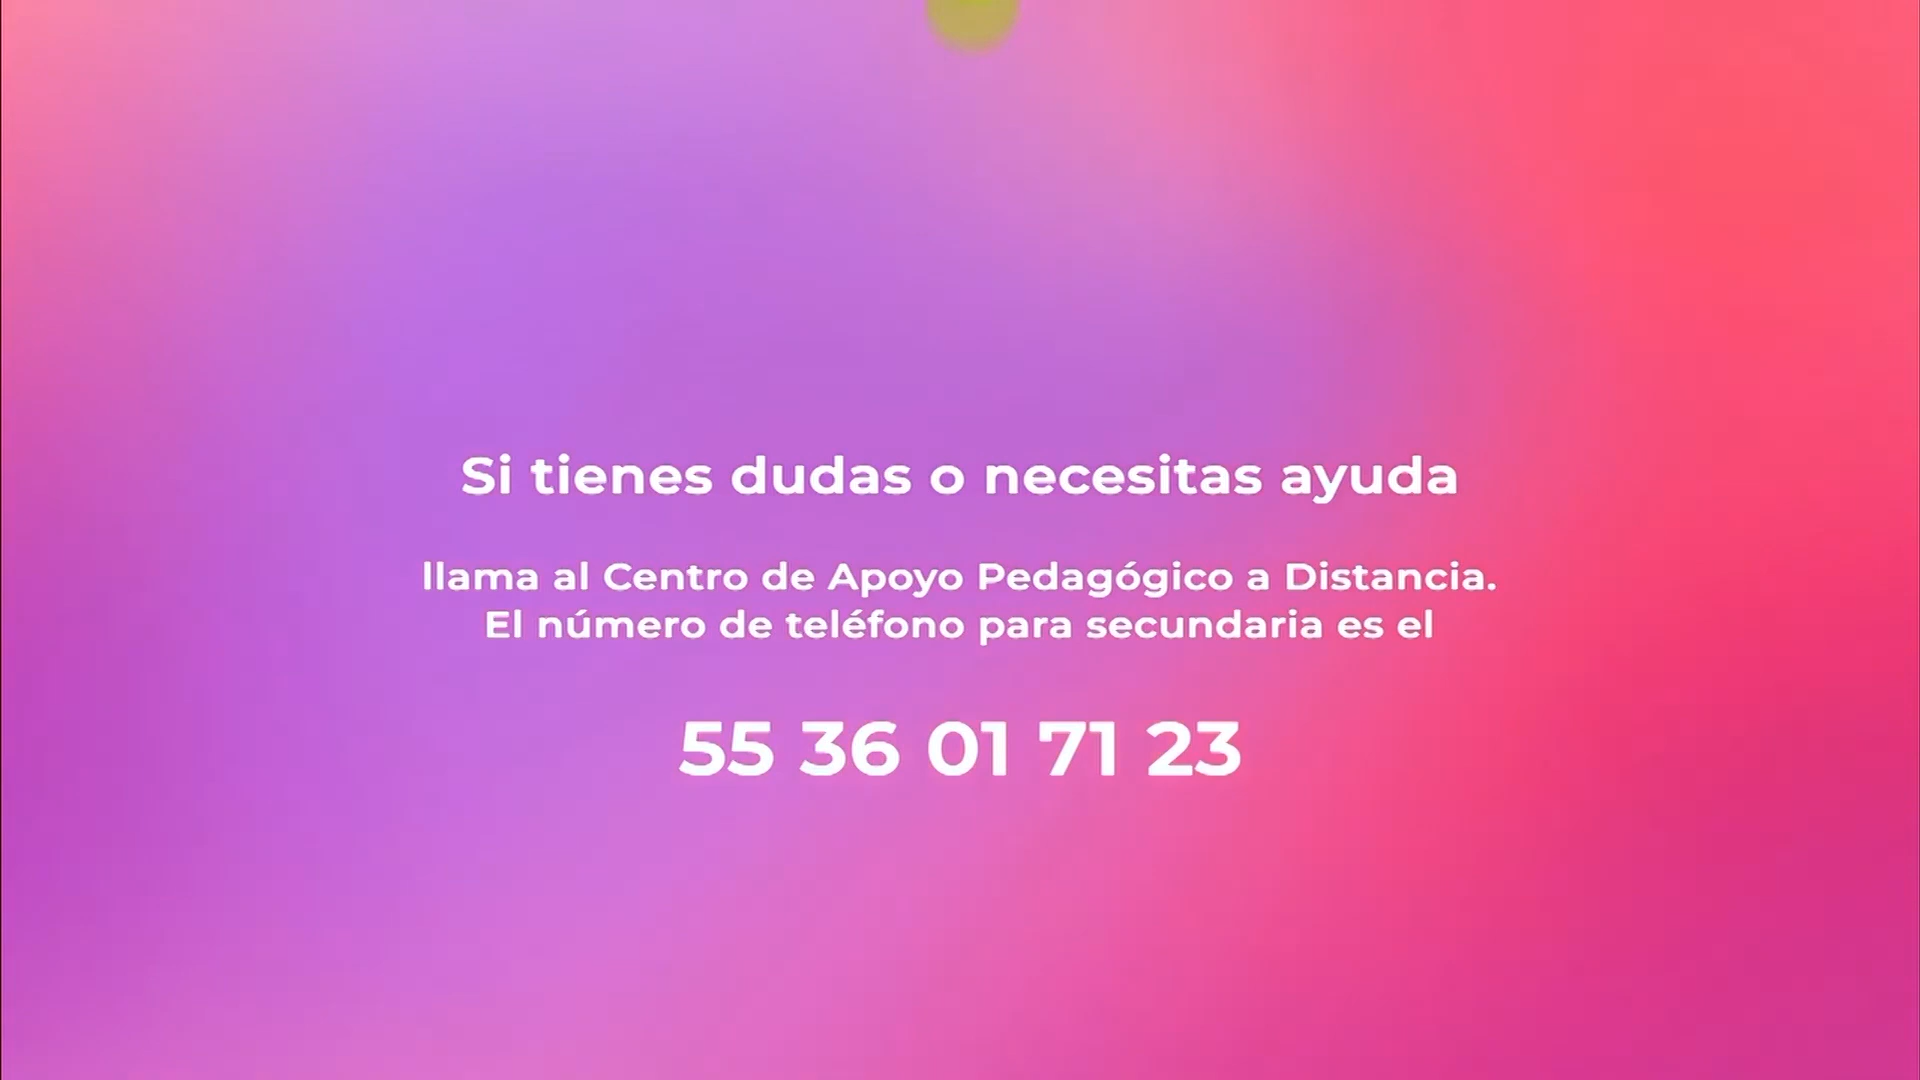 Si tienes dudas o necesitas ayuda
llama al Centro de Apoyo Pedagógico a Distancia.
El número de teléfono para secundaria es el
55 36 01 71 23